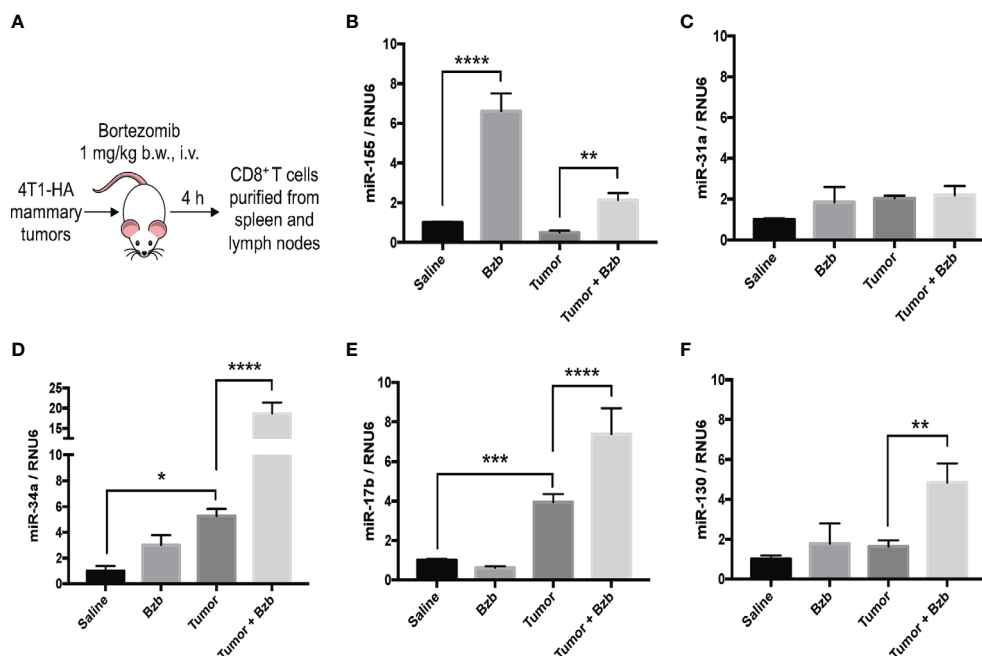 A
Bortezomib
1 mg/kg b.w., i.v.
4T1-HA
mammary
tumors
4 h
CD8⁺ T cells
purified from
spleen and
lymph nodes
B
miR-155 / RNU6
10
8
6
4
2
0
****
**
Saline
Bzb
Tumor
Tumor + Bzb
C
miR-31a / RNU6
10
8
6
4
2
0
Saline
Bzb
Tumor
Tumor + Bzb
D
miR-34a / RNU6
25
20
15
10
8
6
4
2
0
*
****
Saline
Bzb
Tumor
Tumor + Bzb
E
miR-17b / RNU6
10
8
6
4
2
0
***
****
Saline
Bzb
Tumor
Tumor + Bzb
F
miR-130 / RNU6
10
8
6
4
2
0
**
Saline
Bzb
Tumor
Tumor + Bzb